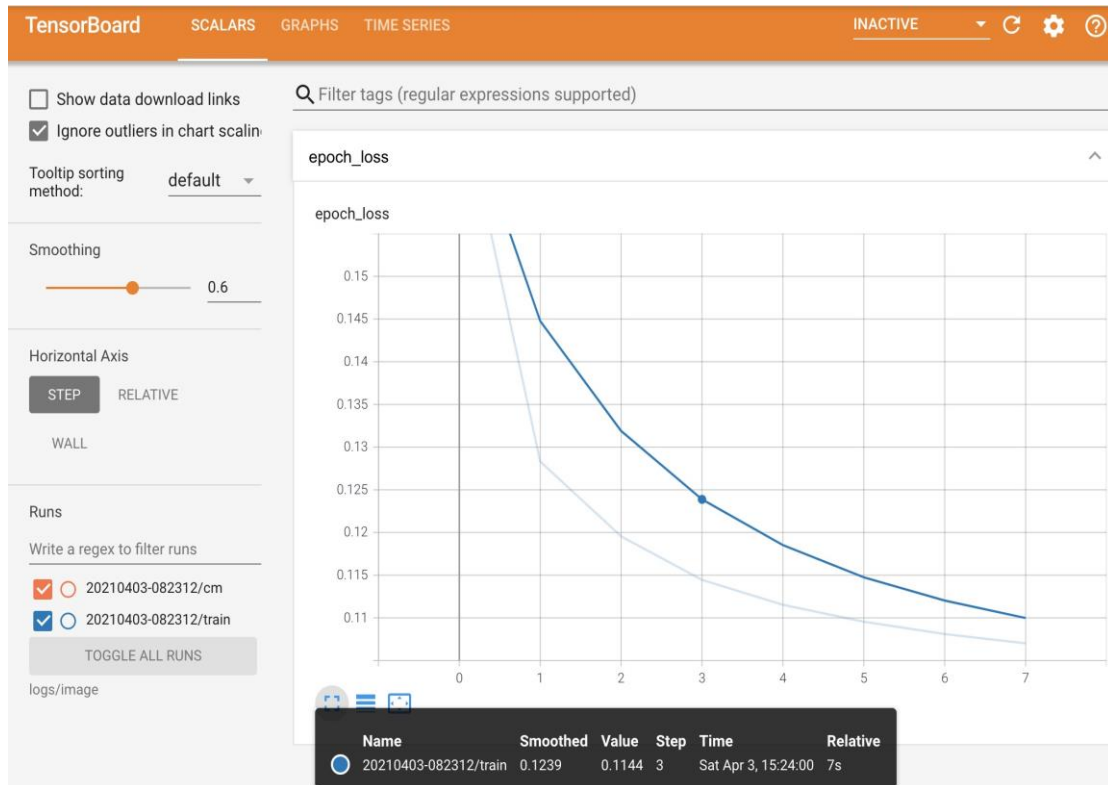 TensorBoard SCALARS GRAPHS TIME SERIES INACTIVE
Show data download links
Ignore outliers in chart scalin
Tooltip sorting
method:
default
Smoothing
0.6
Horizontal Axis
STEP RELATIVE
WALL
Runs
Write a regex to filter runs
20210403-082312/cm
20210403-082312/train
TOGGLE ALL RUNS
logs/image
Filter tags (regular expressions supported)
epoch_loss
epoch_loss
0.15
0.145
0.14
0.135
0.13
0.125
0.12
0.115
0.11
0 1 2 3 4 5 6 7
Name Smoothed Value Step Time Relative
20210403-082312/train 0.1239 0.1144 3 Sat Apr 3, 15:24:00 7s